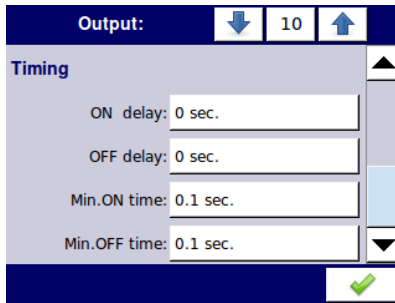 Output: 10
Timing
ON delay: 0 sec.
OFF delay: 0 sec.
Min.ON time: 0.1 sec.
Min.OFF time: 0.1 sec.